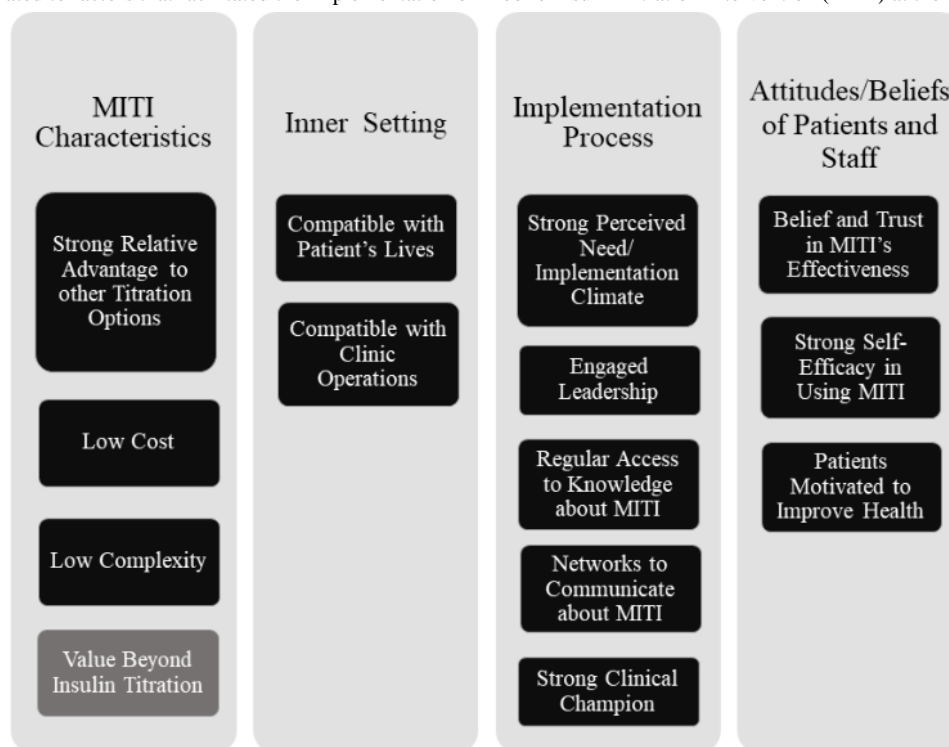 MITI
Characteristics
Strong Relative
Advantage to
other Titration
Options
Low Cost
Low Complexity
Value Beyond
Insulin Titration
Inner Setting
Compatible with
Patient's Lives
Compatible with
Clinic
Operations
Implementation
Process
Strong Perceived
Need/
Implementation
Climate
Engaged
Leadership
Regular Access
to Knowledge
about MITI
Networks to
Communicate
about MITI
Strong Clinical
Champion
Attitudes/Beliefs
of Patients and
Staff
Belief and Trust
in MITI's
Effectiveness
Strong Self-
Efficacy in
Using MITI
Patients
Motivated to
Improve Health